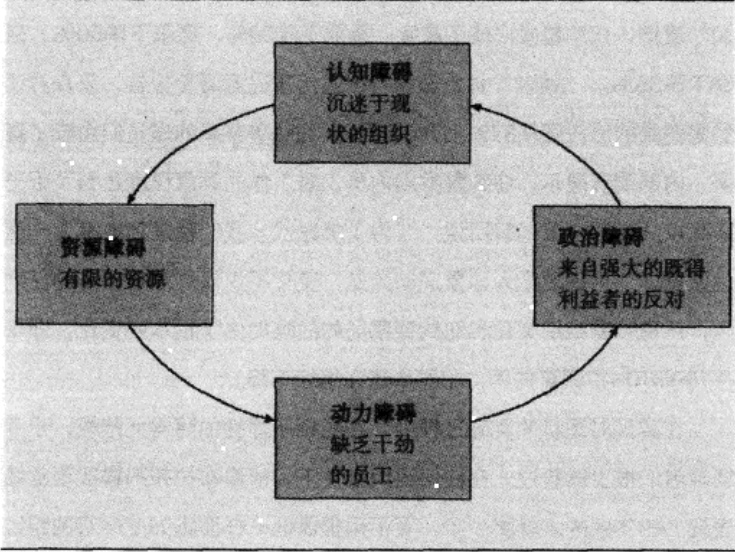 认知障碍
沉迷于现
状的组织
资源障碍
有限的资源
政治障碍
来自强大的既得
利益者的反对
动力障碍
缺乏干劲
的员工